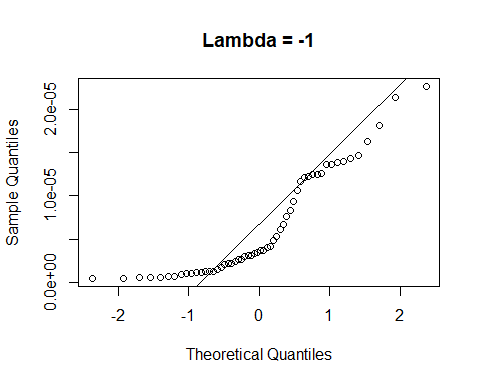 Lambda = -1
Sample Quantiles
0.0e+00 1.0e-05 2.0e-05
-2 -1 0 1 2
Theoretical Quantiles